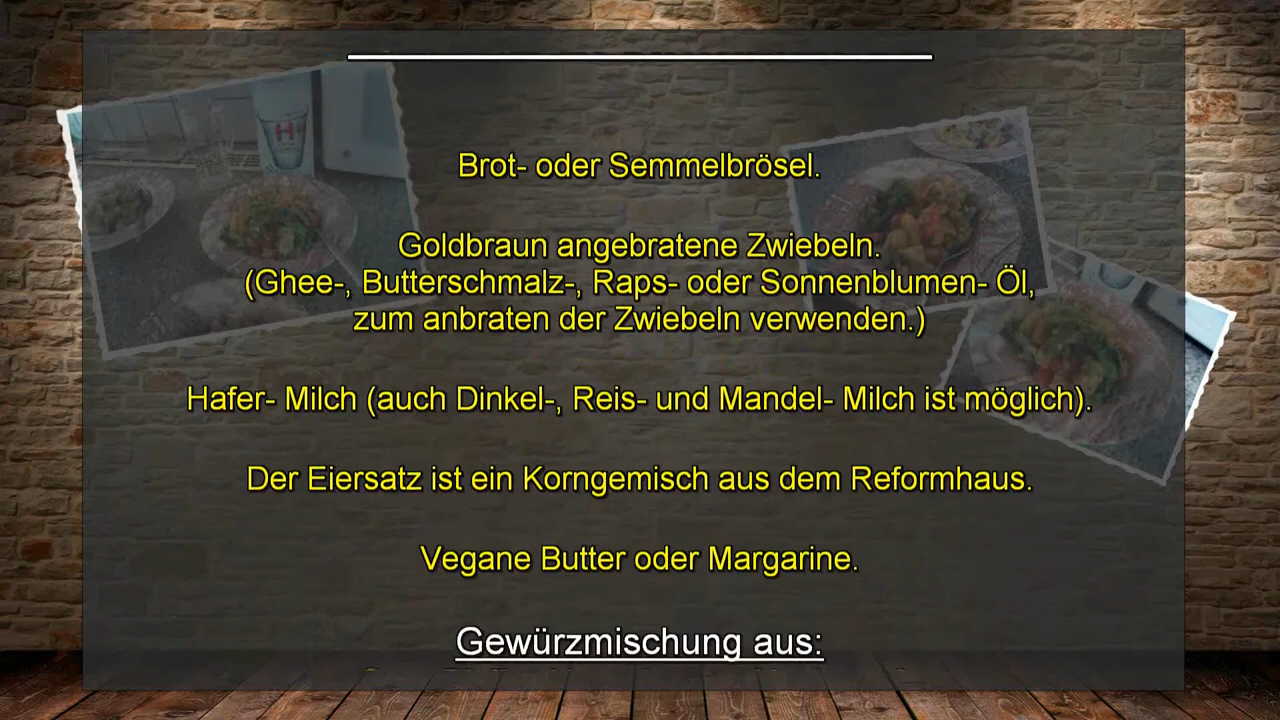 Brot- oder Semmelbrösel.
Goldbraun angebratene Zwiebeln.
(Ghee-, Butterschmalz-, Raps- oder Sonnenblumen- Öl,
zum anbraten der Zwiebeln verwenden.)
Hafer- Milch (auch Dinkel-, Reis- und Mandel- Milch ist möglich).
Der Eiersatz ist ein Korngemisch aus dem Reformhaus.
Vegane Butter oder Margarine.
Gewürzmischung aus: